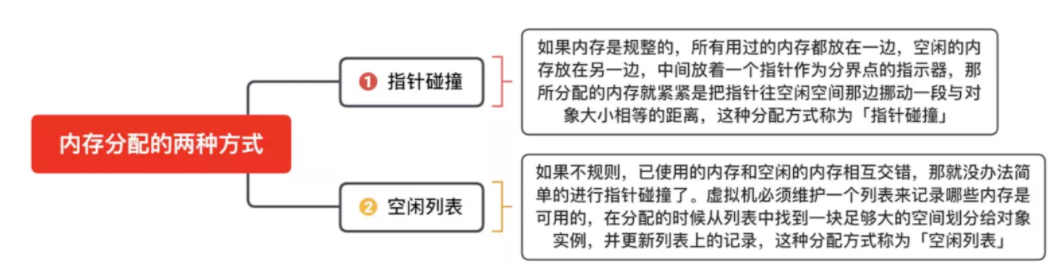 内存分配的两种方式
1 指针碰撞
如果内存是规整的，所有用过的内存都放在一边，空闲的内
存放在另一边，中间放着一个指针作为分界点的指示器，那
所分配的内存就紧紧是把指针往空闲空间那边挪动一段与对
象大小相等的距离，这种分配方式称为「指针碰撞」
2 空闲列表
如果不规则，已使用的内存和空闲的内存相互交错，那就没办法简
单的进行指针碰撞了。虚拟机必须维护一个列表来记录哪些内存是
可用的，在分配的时候从列表中找到一块足够大的空间划分给对象
实例，并更新列表上的记录，这种分配方式称为「空闲列表」